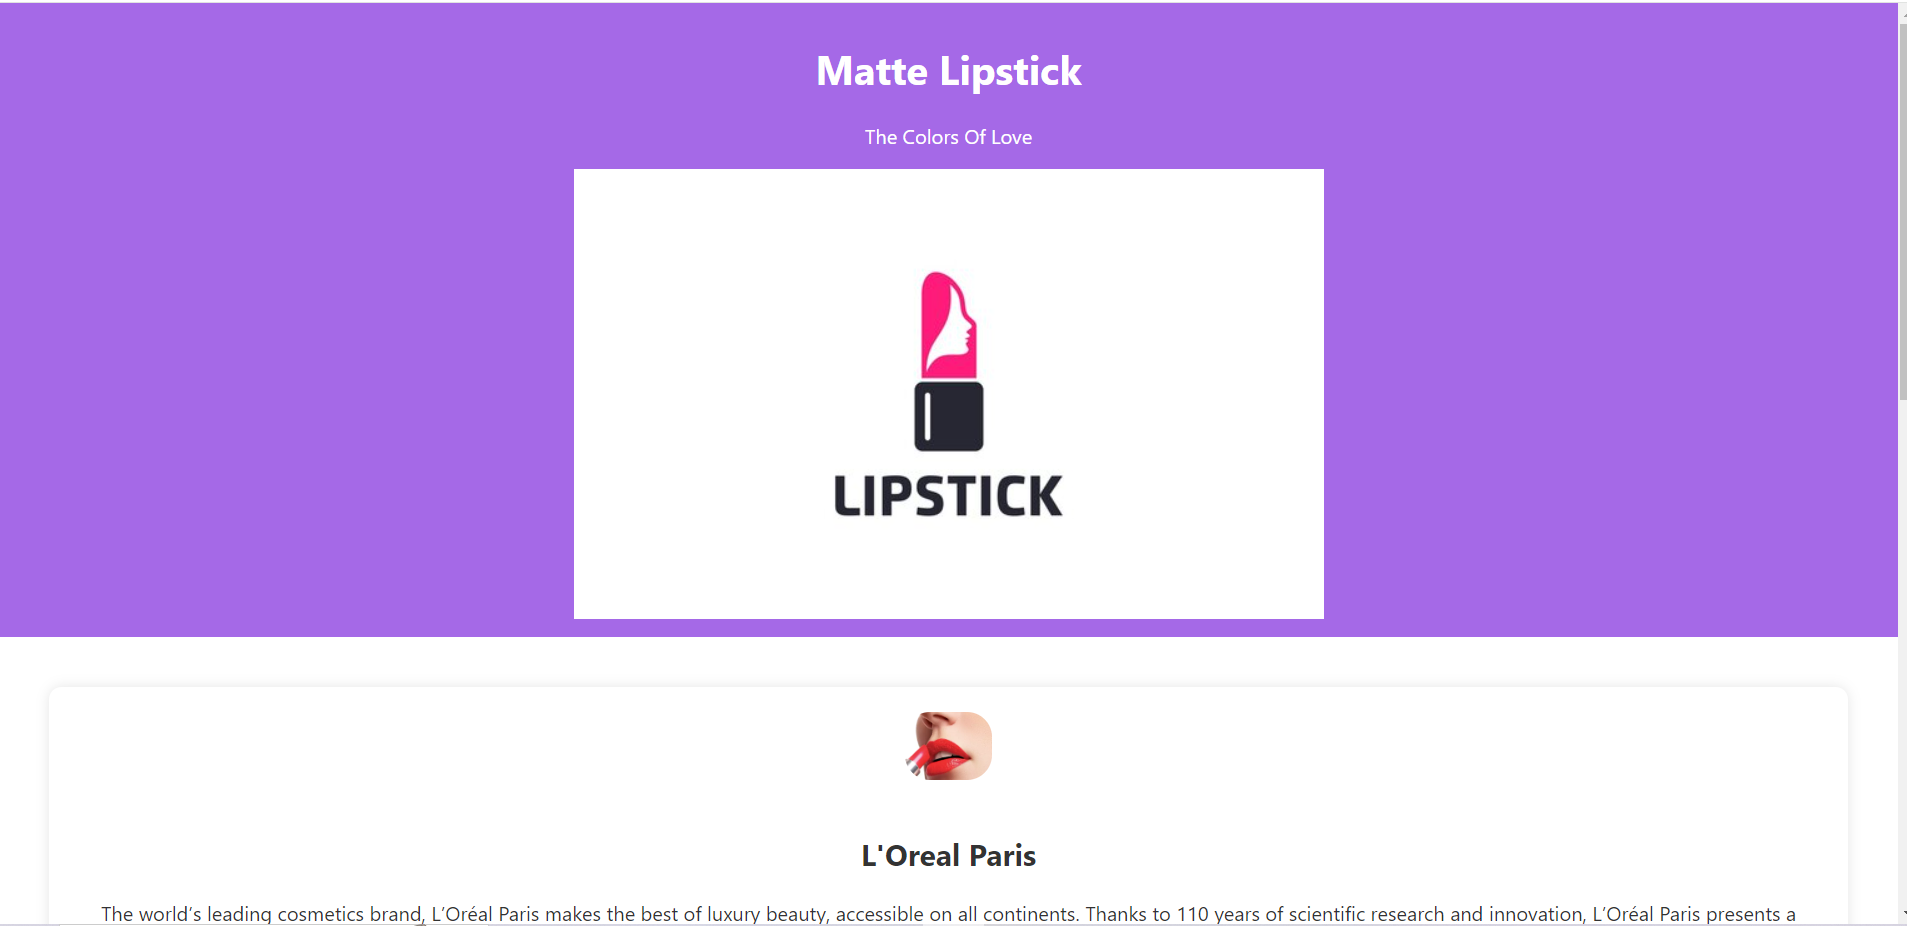 Matte Lipstick
The Colors Of Love
LIPSTICK
L'Oreal Paris
The world’s leading cosmetics brand, L’Oréal Paris makes the best of luxury beauty, accessible on all continents. Thanks to 110 years of scientific research and innovation, L’Oréal Paris presents a